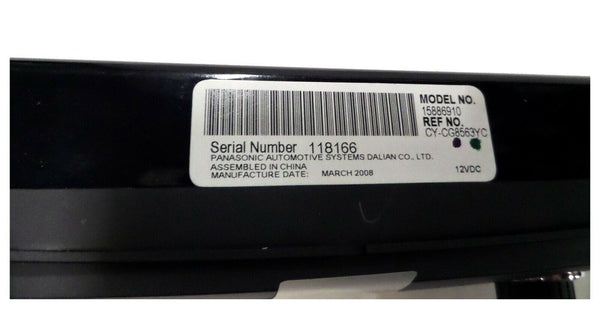 MODEL NO.
15886910
REF NO.
CY-CG8563YC
Serial Number 118166
PANASONIC AUTOMOTIVE SYSTEMS DALIAN CO., LTD.
ASSEMBLED IN CHINA
MANUFACTURE DATE: MARCH 2008 12VDC